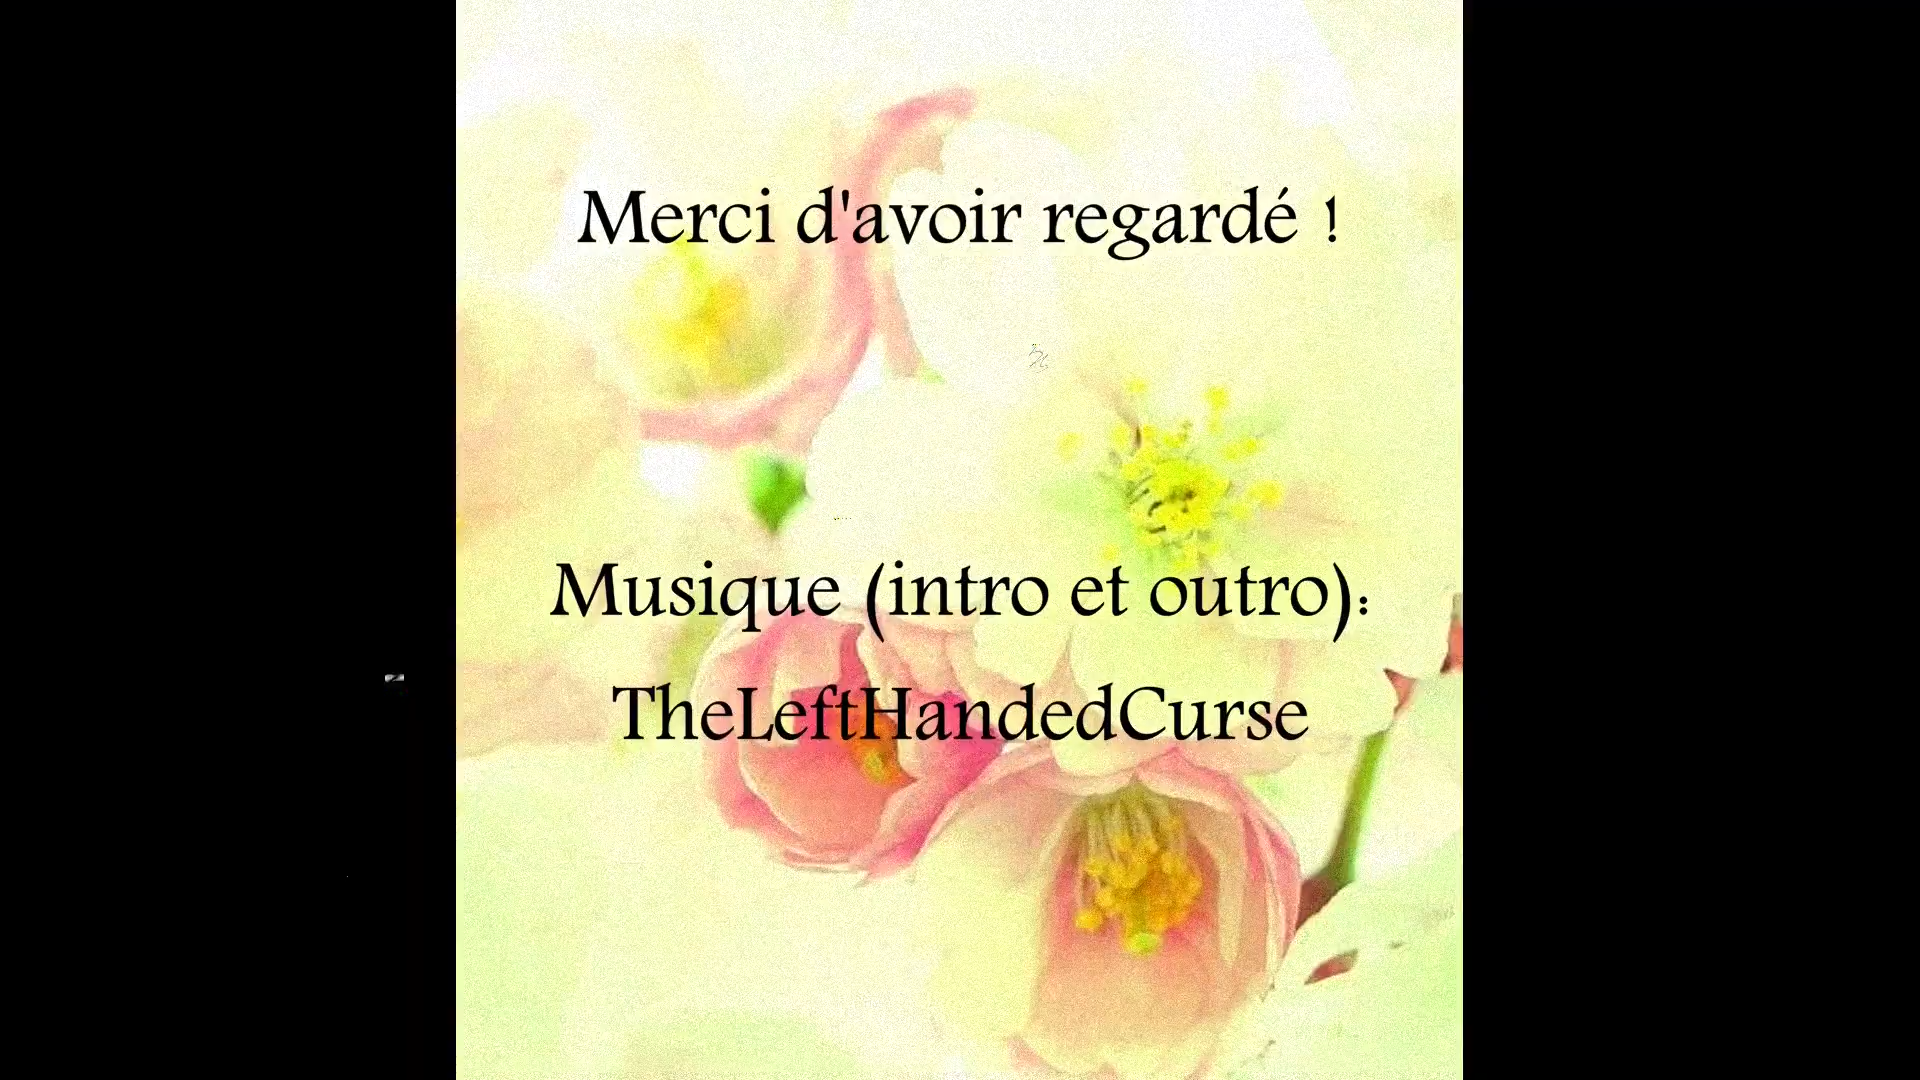 Merci d'avoir regardé !
Musique (intro et outro):
TheLeftHandedCurse